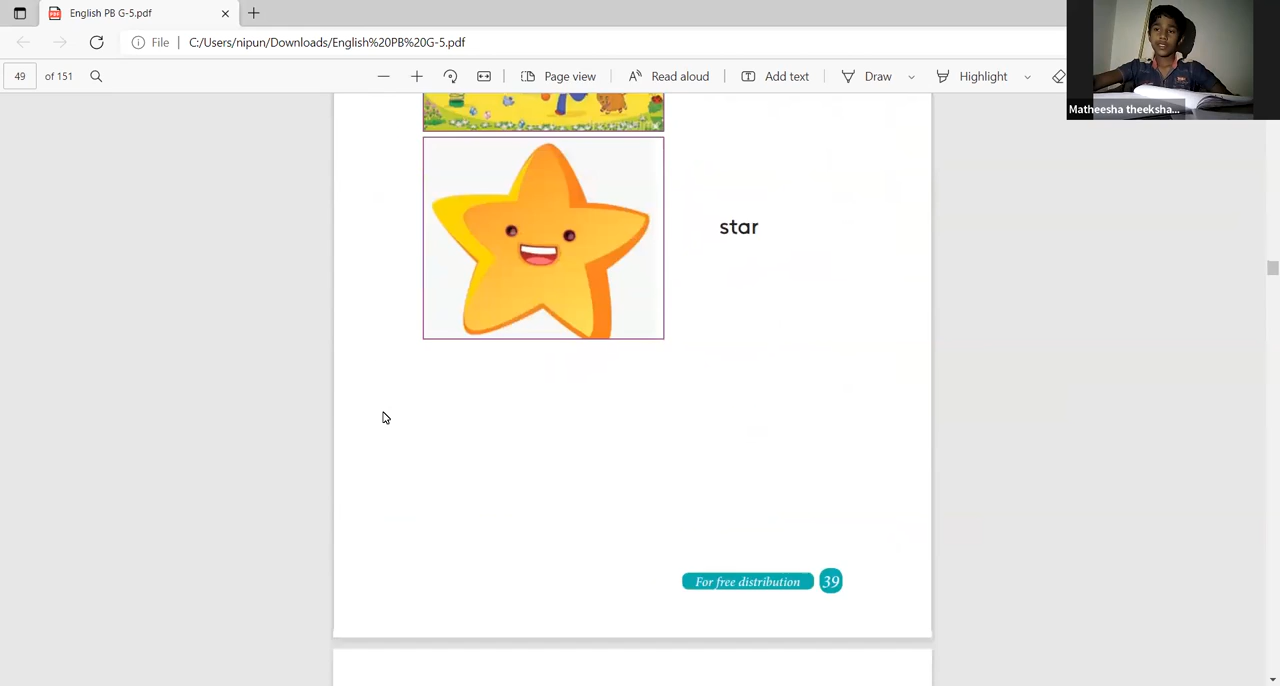 English PB G-5.pdf
File
C:/Users/nipun/Downloads/English%20PB%20G-5.pdf
49 of 151
Page view
Read aloud
Add text
Draw
Highlight
Matheesha theeksha...
star
For free distribution 39